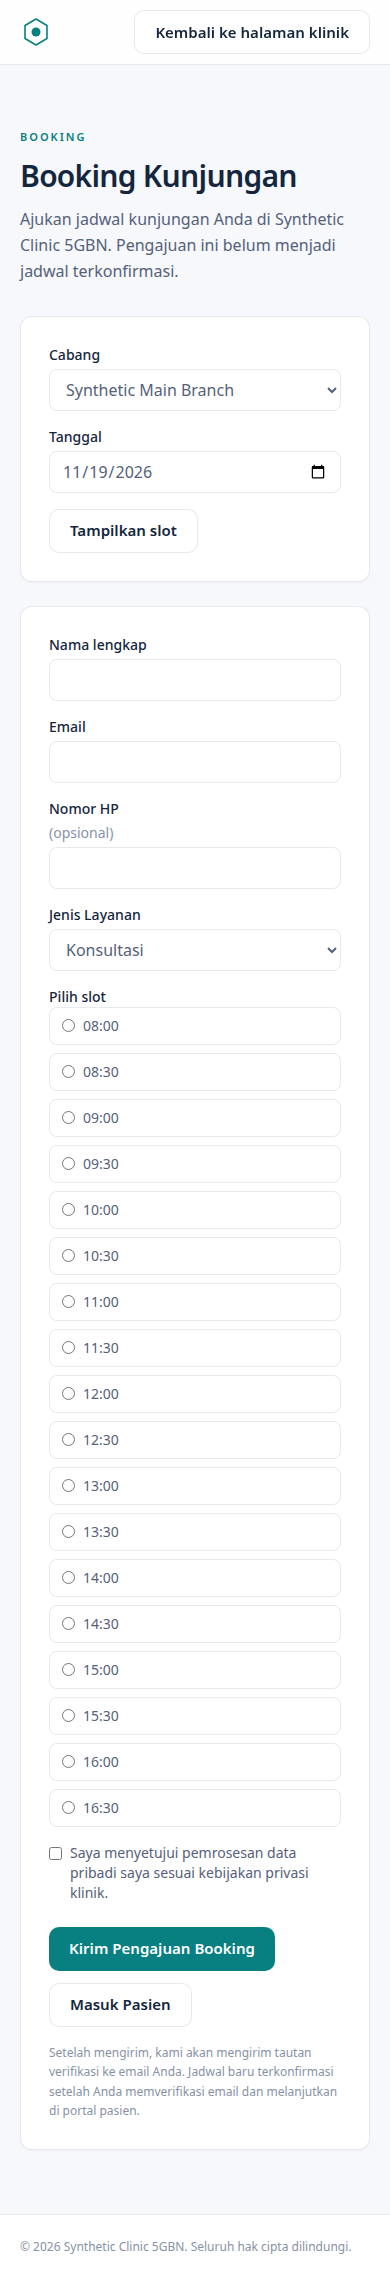 Kembali ke halaman klinik
BOOKING
Booking Kunjungan
Ajukan jadwal kunjungan Anda di Synthetic
Clinic 5GBN. Pengajuan ini belum menjadi
jadwal terkonfirmasi.
Cabang
Synthetic Main Branch
Tanggal
11/19/2026
Tampilkan slot
Nama lengkap
Email
Nomor HP
(opsional)
Jenis Layanan
Konsultasi
Pilih slot
08:00
08:30
09:00
09:30
10:00
10:30
11:00
11:30
12:00
12:30
13:00
13:30
14:00
14:30
15:00
15:30
16:00
16:30
Saya menyetujui pemrosesan data
pribadi saya sesuai kebijakan privasi
klinik.
Kirim Pengajuan Booking
Masuk Pasien
Setelah mengirim, kami akan mengirim tautan
verifikasi ke email Anda. Jadwal baru terkonfirmasi
setelah Anda memverifikasi email dan melanjutkan
di portal pasien.
© 2026 Synthetic Clinic 5GBN. Seluruh hak cipta dilindungi.